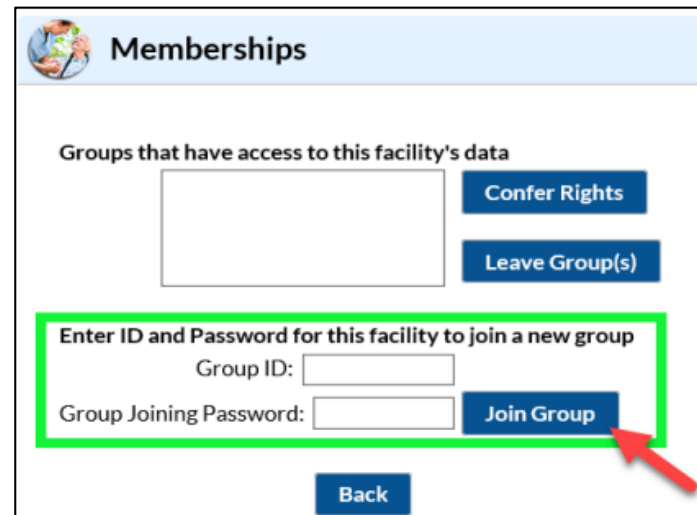 Memberships
Groups that have access to this facility's data
Confer Rights
Leave Group(s)
Enter ID and Password for this facility to join a new group
Group ID:
Group Joining Password:
Join Group
Back